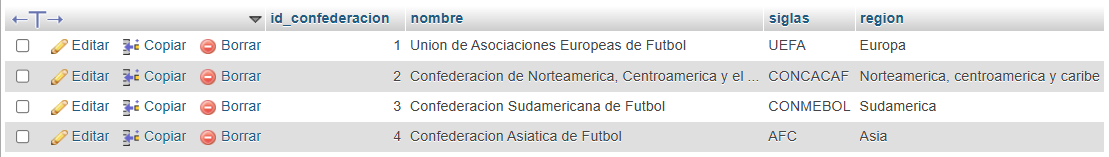 ←T→ id_confederacion nombre siglas region
Editar Copiar Borrar 1 Union de Asociaciones Europeas de Futbol UEFA Europa
Editar Copiar Borrar 2 Confederacion de Norteamerica, Centroamerica y el ... CONCACAF Norteamerica, centroamerica y caribe
Editar Copiar Borrar 3 Confederacion Sudamericana de Futbol CONMEBOL Sudamerica
Editar Copiar Borrar 4 Confederacion Asiatica de Futbol AFC Asia